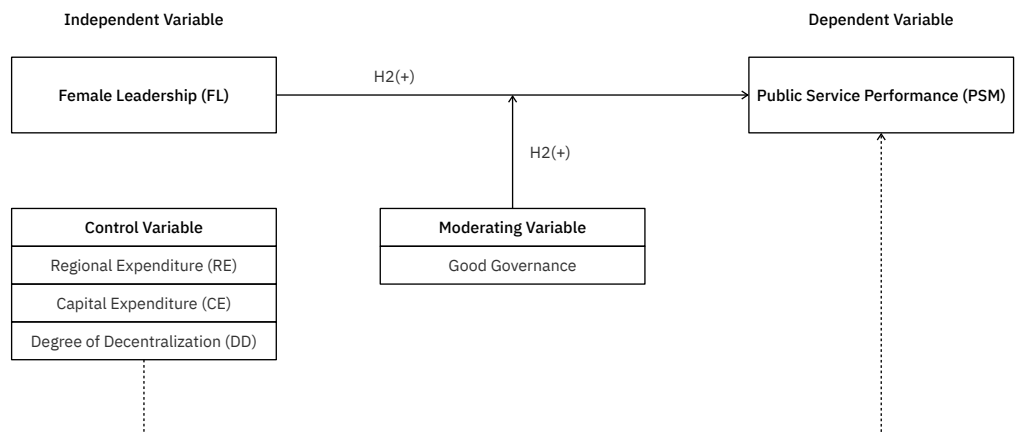 Independent Variable
Dependent Variable
Female Leadership (FL)
H2(+)
Public Service Performance (PSM)
H2(+)
Control Variable
Regional Expenditure (RE)
Capital Expenditure (CE)
Degree of Decentralization (DD)
Moderating Variable
Good Governance